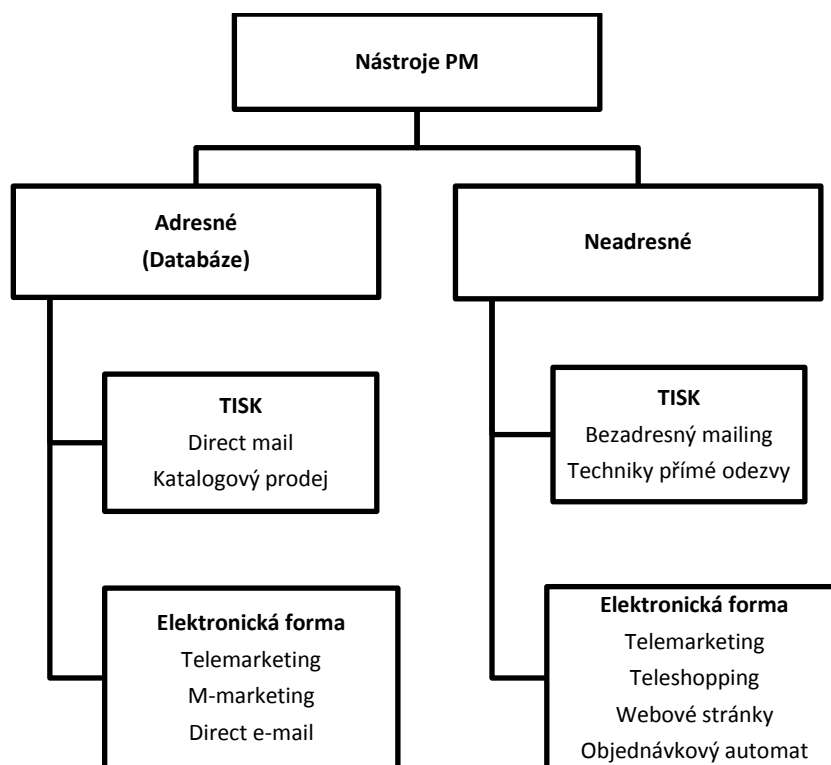 Nástroje PM
Adresné
(Databáze)
Neadresné
TISK
Direct mail
Katalogový prodej
TISK
Bezadresný mailing
Techniky přímé odezvy
Elektronická forma
Telemarketing
M-marketing
Direct e-mail
Elektronická forma
Telemarketing
Teleshopping
Webové stránky
Objednávkový automat